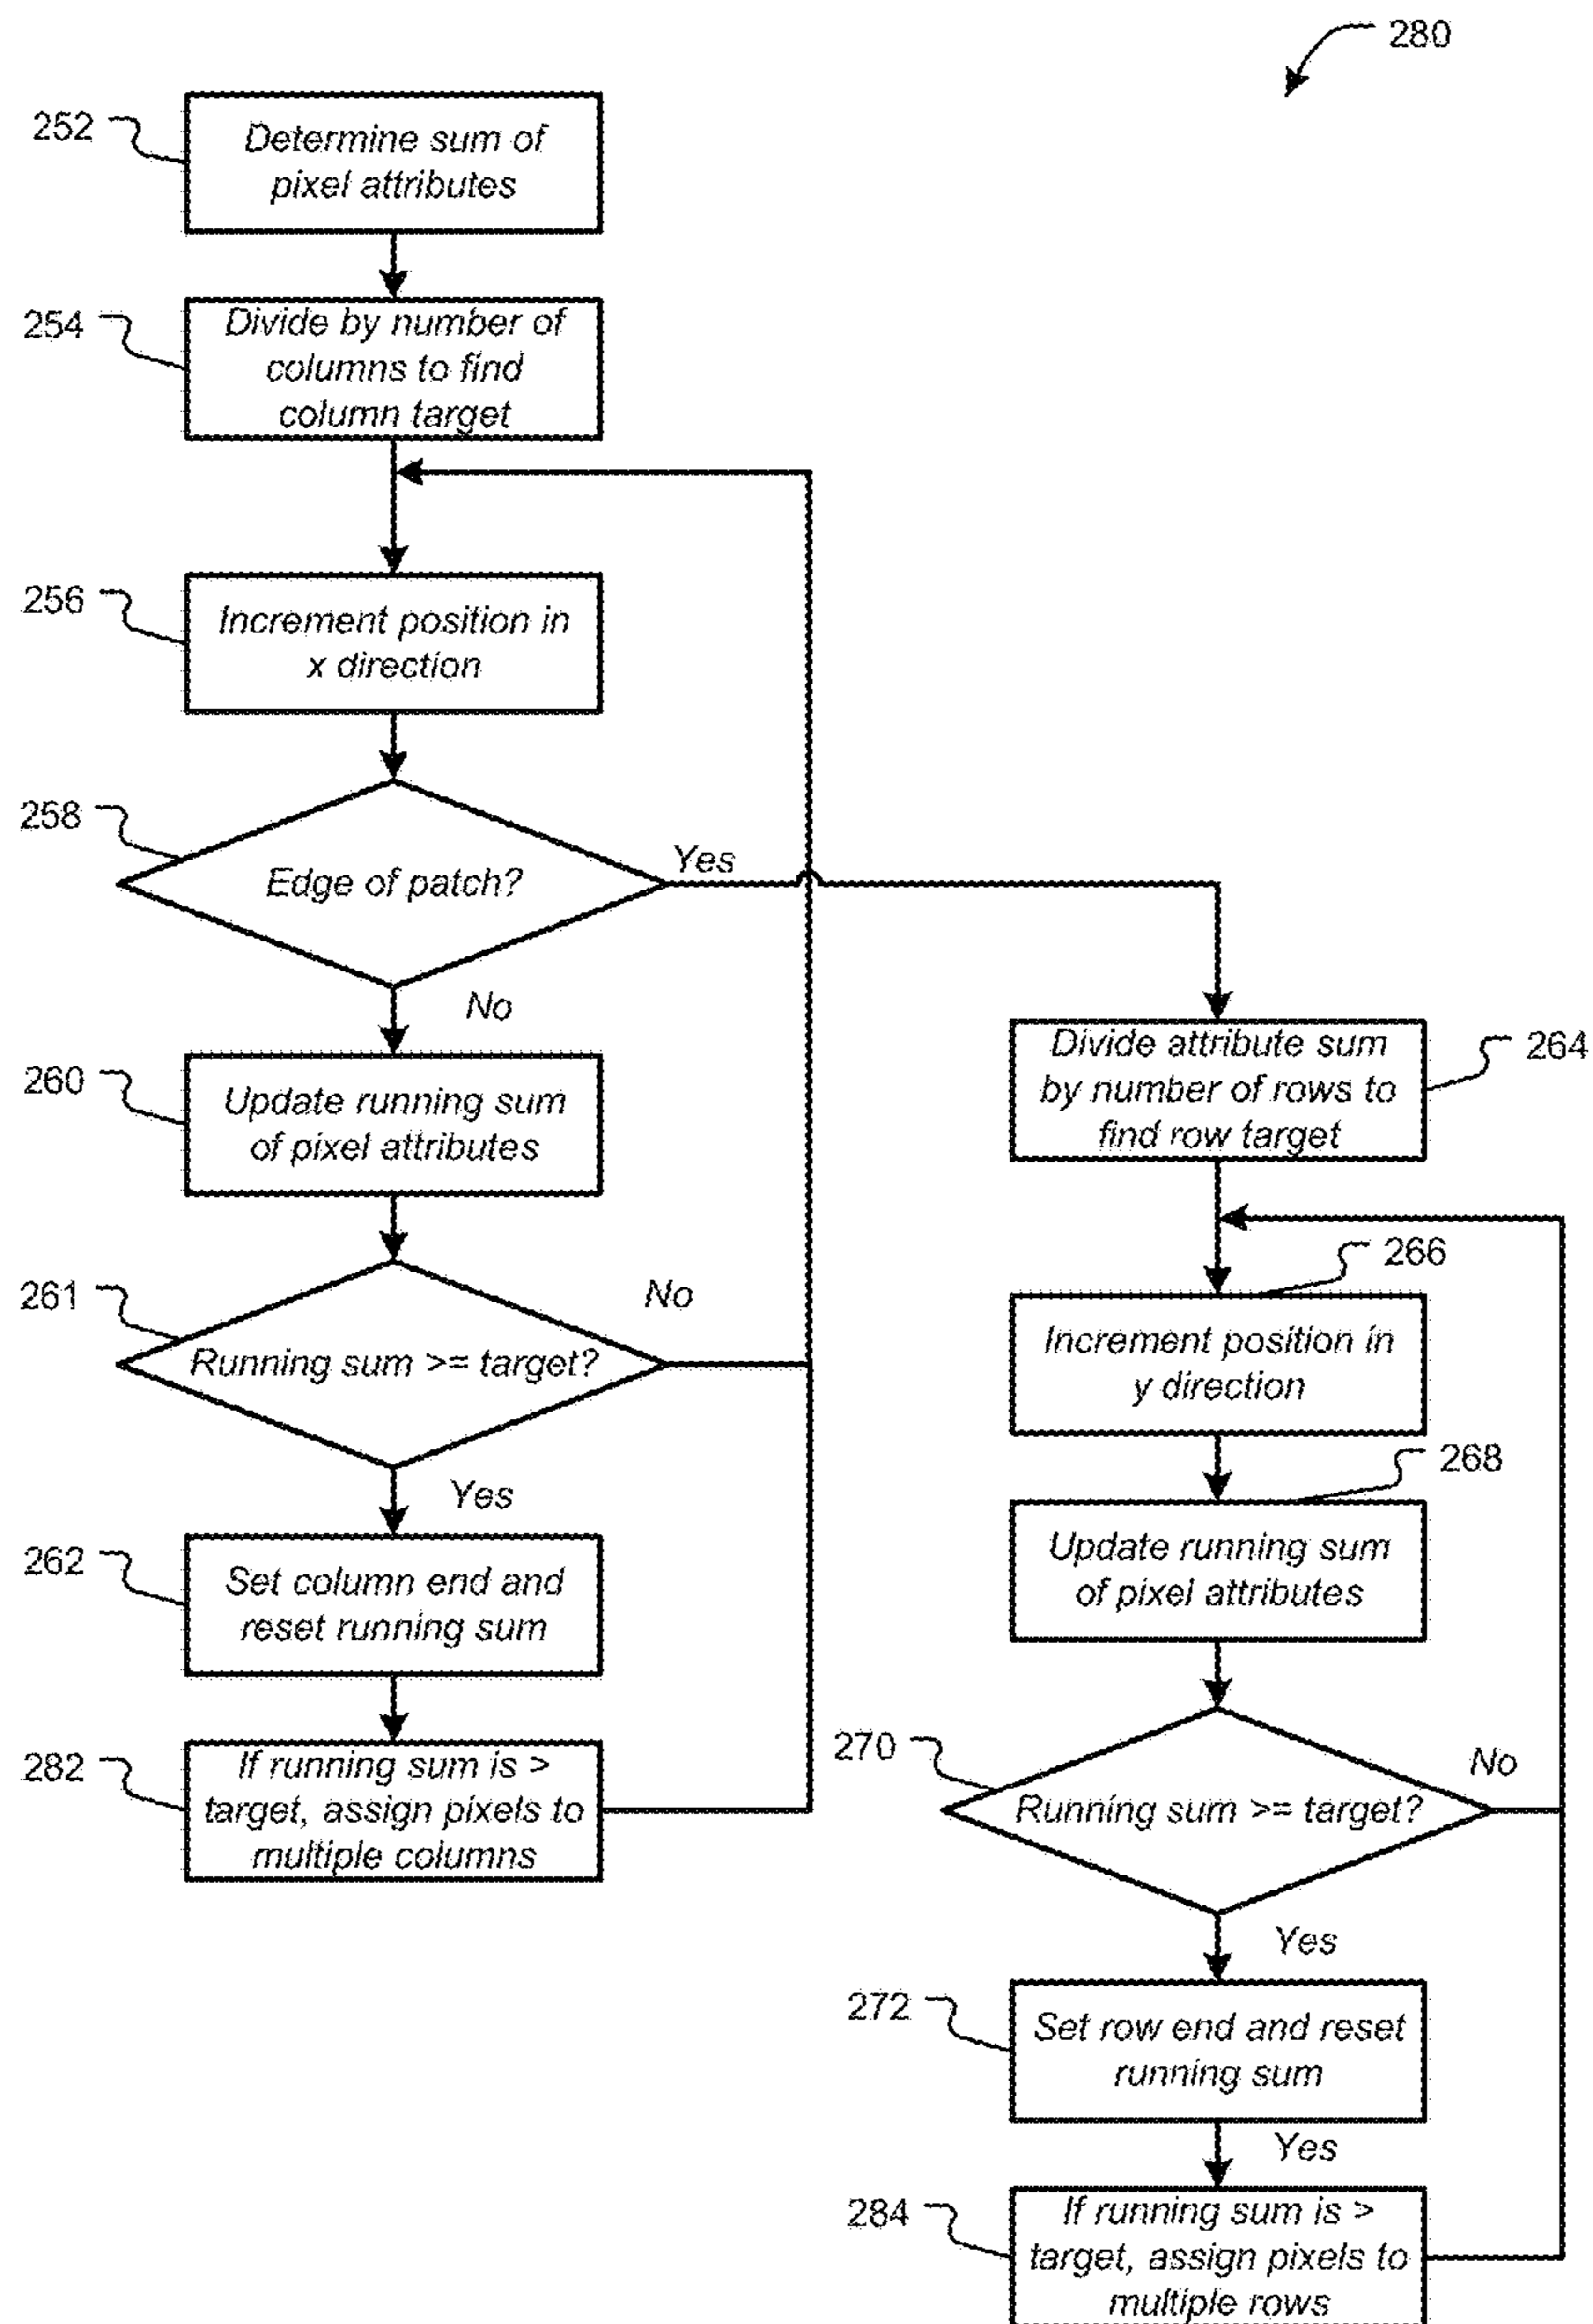 280
252
Determine sum of
pixel attributes
254
Divide by number of
columns to find
column target
256
Increment position in
x direction
258
Edge of patch?
Yes
No
260
Update running sum
of pixel attributes
261
Running sum >= target?
No
Yes
262
Set column end and
reset running sum
282
If running sum is >
target, assign pixels to
multiple columns
Divide attribute sum
by number of rows to
find row target
264
266
Increment position in
y direction
268
Update running sum
of pixel attributes
270
Running sum >= target?
No
Yes
272
Set row end and reset
running sum
Yes
284
If running sum is >
target, assign pixels to
multiple rows